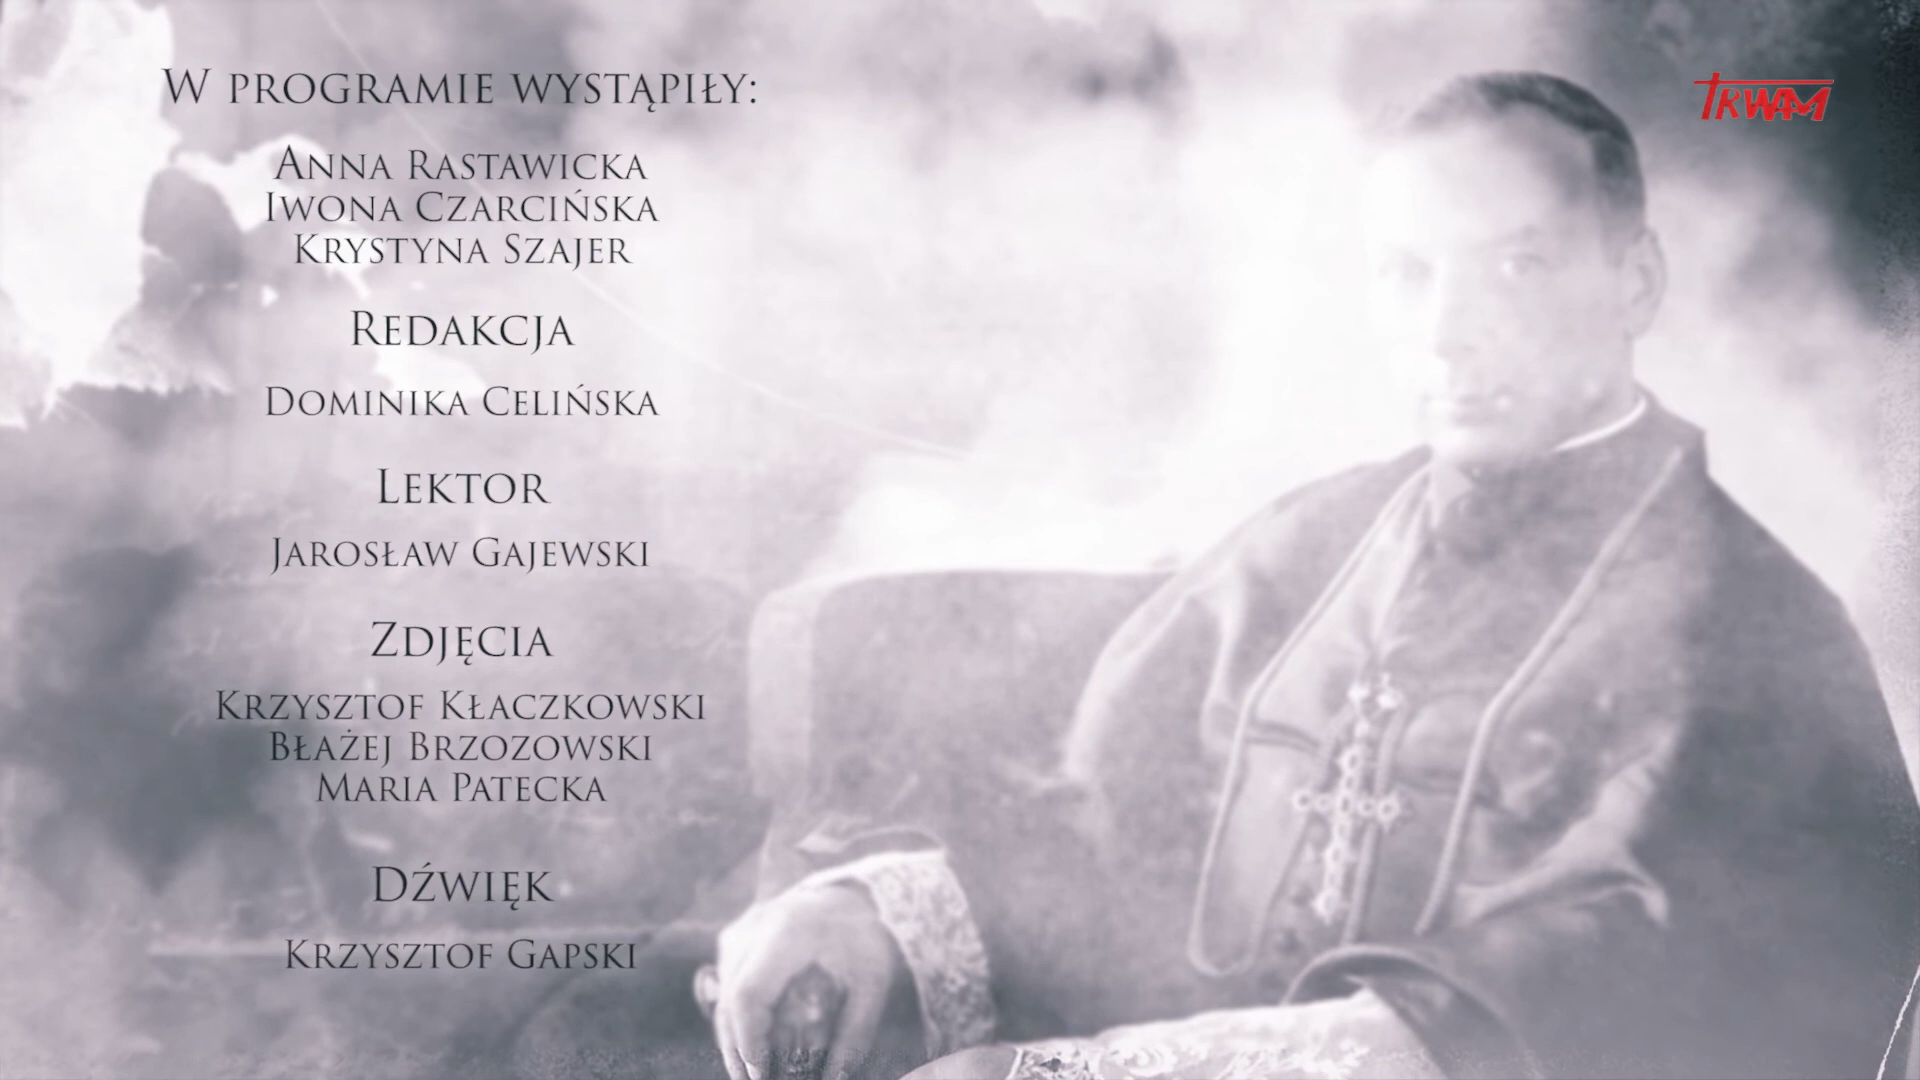 W PROGRAMIE WYSTĄPIŁY:
ANNA RASTAWICKA
IWONA CZARCIŃSKA
KRYSTYNA SZAJER
REDAKCJA
DOMINIKA CELIŃSKA
LEKTOR
JAROSŁAW GAJEWSKI
ZDJĘCIA
KRZYSZTOF KŁACZKOWSKI
BŁAŻEJ BRZOZOWSKI
MARIA PATECKA
DŹWIĘK
KRZYSZTOF GAPSKI
TRWAM